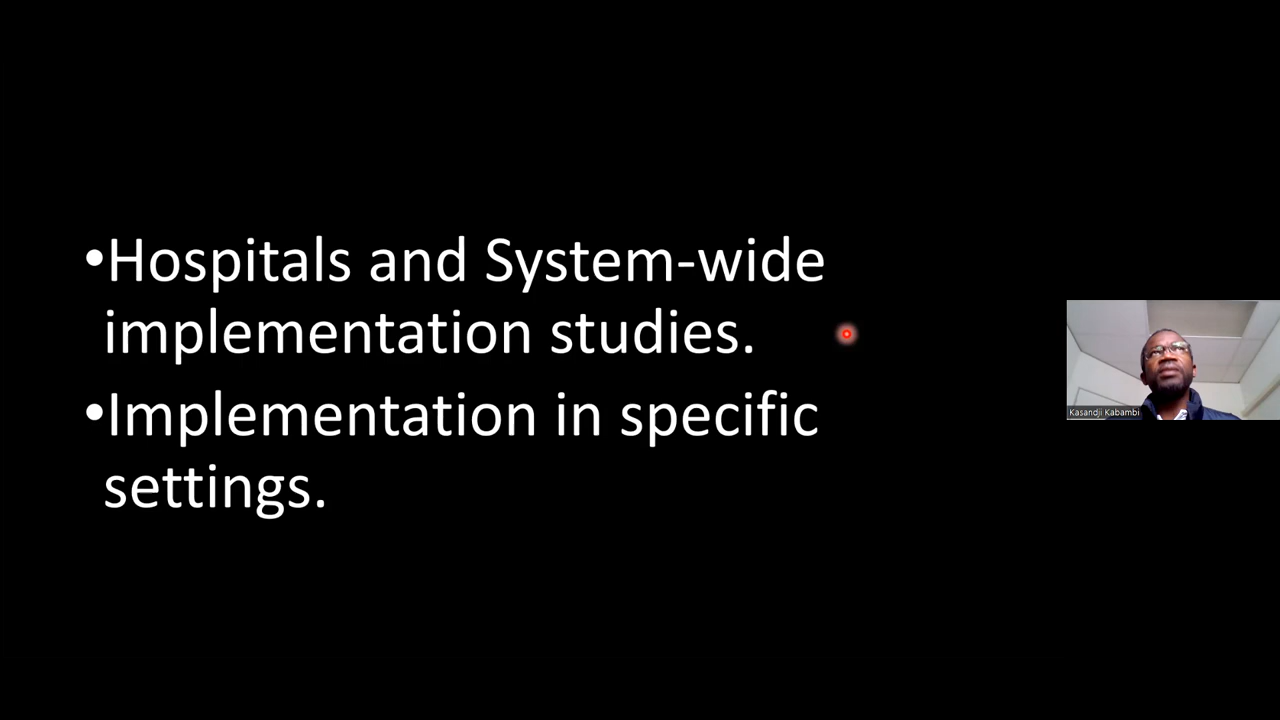 •Hospitals and System-wide
implementation studies.
•Implementation in specific
settings.
Kasandji Kabambi